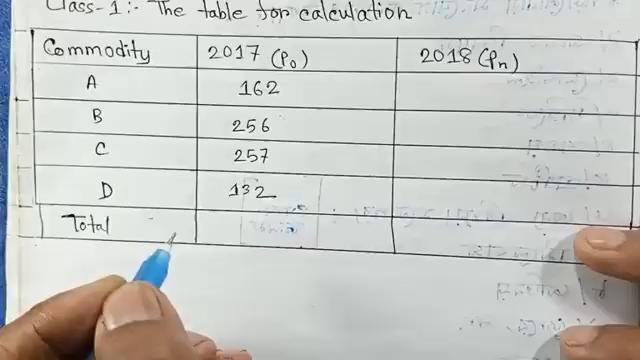 Class-1:- The table for calculation
Commodity 2017 (P₀) 2018 (Pn)
A 162
B 256
C 257
D 132
Total